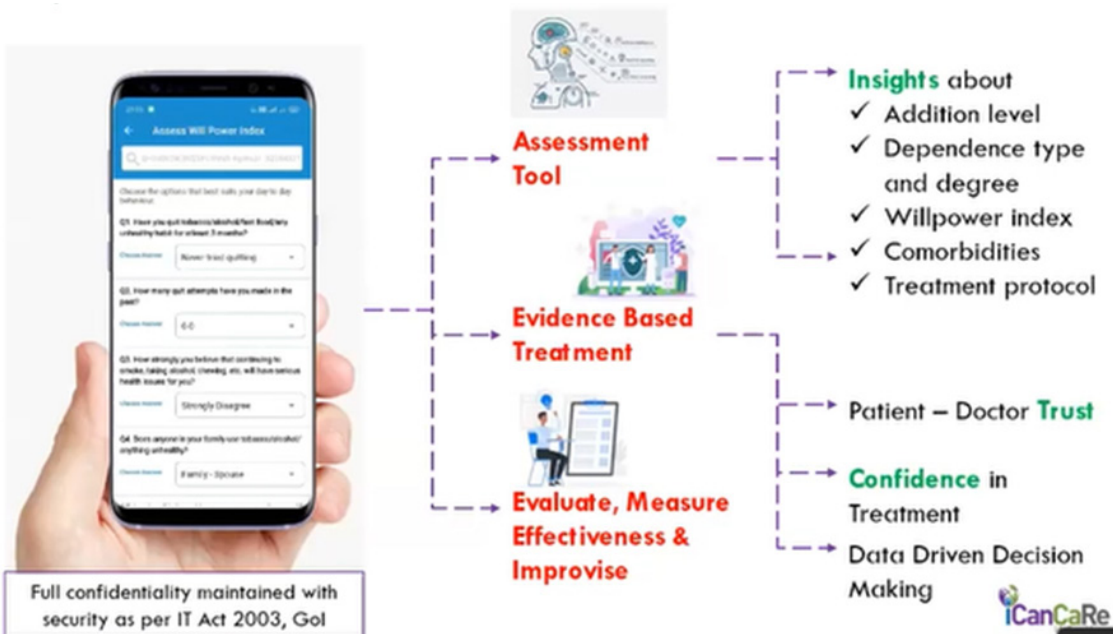 Assess Will Power Index
Choose the options that best suits your day to day
behaviour.
Q1. Have you quit tobacco/alcohol/fast food/any
unhealthy habit for atleast 3 months?
Never tried quitting
Q2. How many quit attempts have you made in the
past?
Q3. How strongly you believe that continuing to
smoke, taking alcohol, chewing, etc. will have serious
health issues for you?
Strongly Disagree
Q4. Does anyone in your family use tobacco/alcohol/
anything unhealthy?
Family - Spouse
Full confidentiality maintained with
security as per IT Act 2003, GoI
Assessment
Tool
Evidence Based
Treatment
Evaluate, Measure
Effectiveness &
Improvise
Insights about
✓ Addition level
✓ Dependence type
and degree
✓ Willpower index
✓ Comorbidities
✓ Treatment protocol
Patient – Doctor Trust
Confidence in
Treatment
Data Driven Decision
Making
iCanCaRe